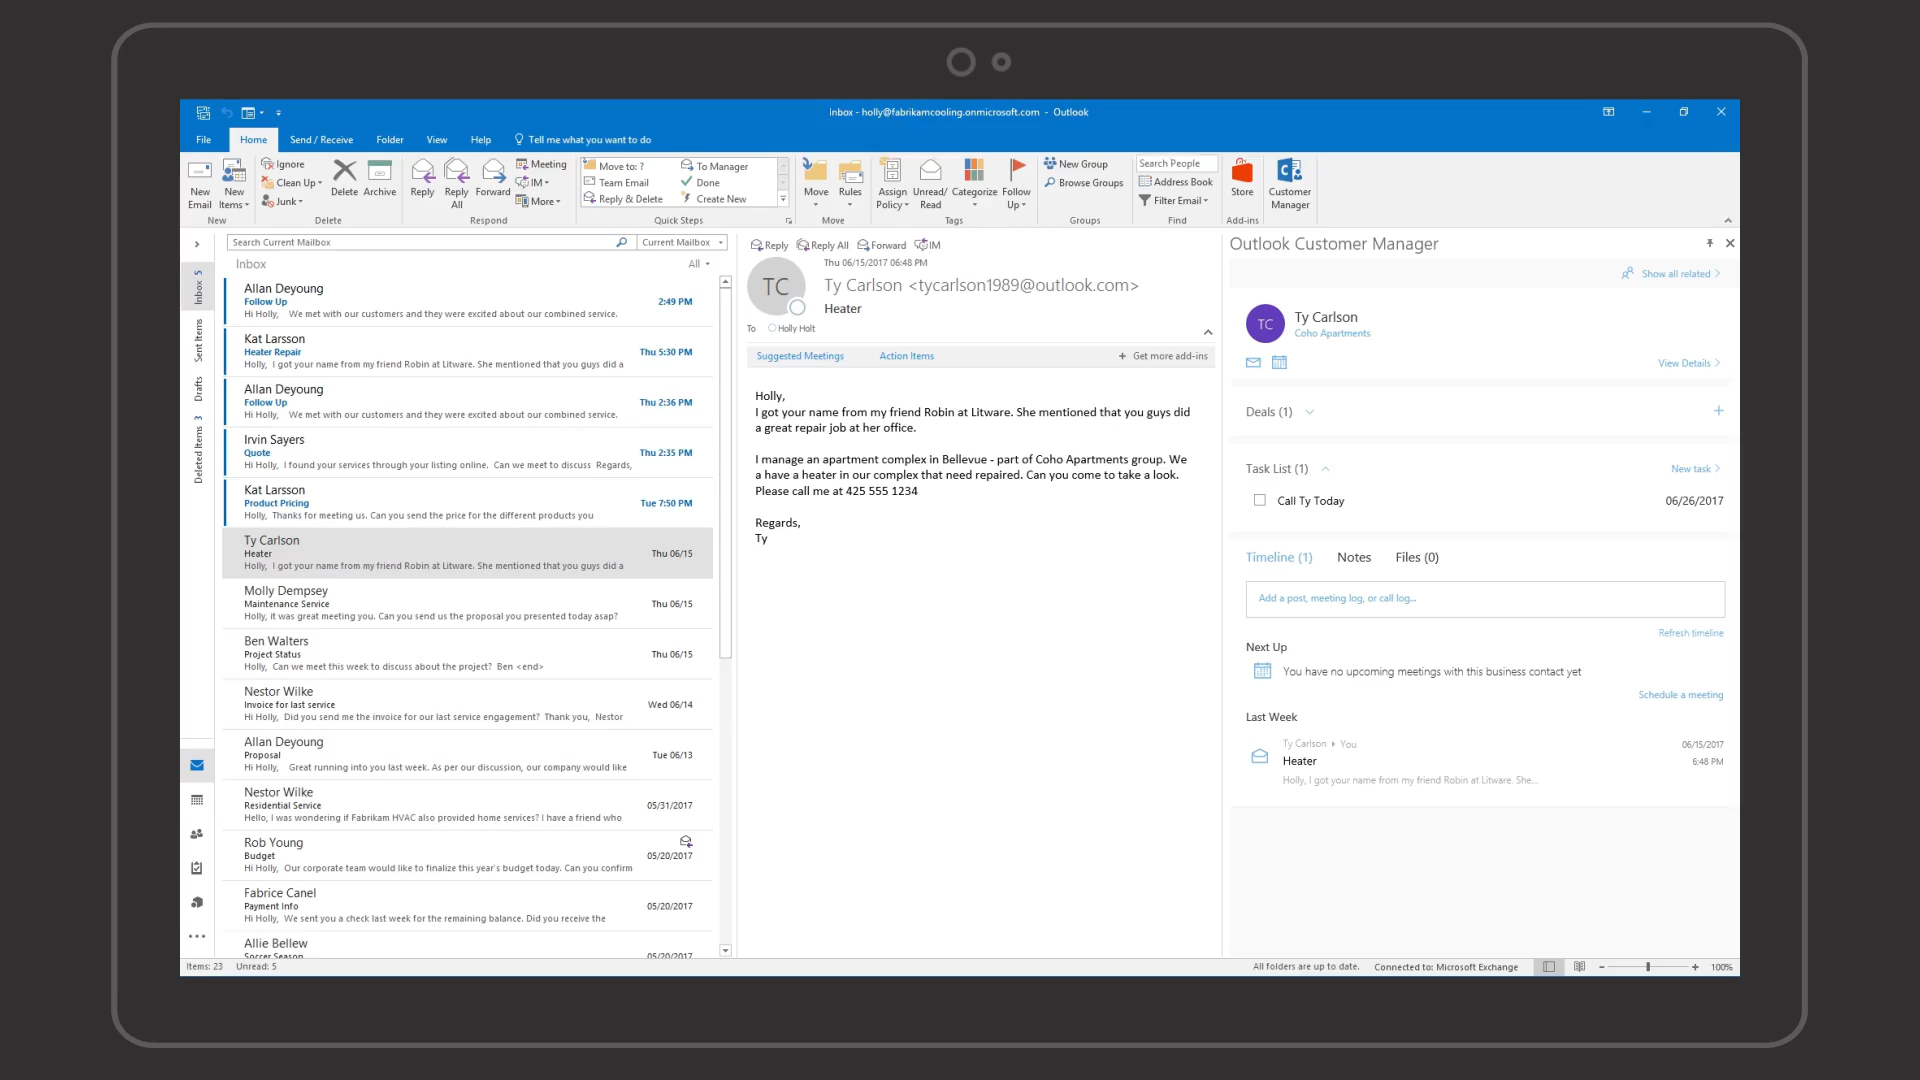 Inbox - holly@fabrikamcooling.onmicrosoft.com - Outlook
File Home Send / Receive Folder View Help Tell me what you want to do
New Email
New Items
New
Ignore
Clean Up
Junk
Delete
Archive
Delete
Reply
Reply All
Forward
Meeting
IM
More
Respond
Move to: ?
Team Email
Reply & Delete
To Manager
Done
Create New
Quick Steps
Move
Rules
Move
Assign Policy
Unread/ Read
Categorize
Follow Up
Tags
New Group
Browse Groups
Groups
Search People
Address Book
Filter Email
Find
Store
Add-ins
Customer Manager
Inbox 5
Sent Items
Drafts
Deleted Items 3
Search Current Mailbox Current Mailbox
Inbox All
Allan Deyoung
Follow Up 2:49 PM
Hi Holly, We met with our customers and they were excited about our combined service.
Kat Larsson
Heater Repair Thu 5:30 PM
Holly, I got your name from my friend Robin at Litware. She mentioned that you guys did a
Allan Deyoung
Follow Up Thu 2:36 PM
Hi Holly, We met with our customers and they were excited about our combined service.
Irvin Sayers
Quote Thu 2:35 PM
Hi Holly, I found your services through your listing online. Can we meet to discuss Regards,
Kat Larsson
Product Pricing Tue 7:50 PM
Holly, Thanks for meeting us. Can you send the price for the different products you
Ty Carlson
Heater Thu 06/15
Holly, I got your name from my friend Robin at Litware. She mentioned that you guys did a
Molly Dempsey
Maintenance Service Thu 06/15
Holly, it was great meeting you. Can you send us the proposal you presented today asap?
Ben Walters
Project Status Thu 06/15
Holly, Can we meet this week to discuss about the project? Ben <end>
Nestor Wilke
Invoice for last service Wed 06/14
Hi Holly, Did you send me the invoice for our last service engagement? Thank you, Nestor
Allan Deyoung
Proposal Tue 06/13
Hi Holly, Great running into you last week. As per our discussion, our company would like
Nestor Wilke
Residential Service 05/31/2017
Hello, I was wondering if Fabrikam HVAC also provided home services? I have a friend who
Rob Young
Budget 05/20/2017
Hi Holly, Our corporate team would like to finalize this year's budget today. Can you confirm
Fabrice Canel
Payment Info 05/20/2017
Hi Holly, We sent you a check last week for the remaining balance. Did you receive the
Allie Bellew
Soccer Season 05/20/2017
Reply Reply All Forward IM
Thu 06/15/2017 06:48 PM
TC
Ty Carlson <tycarlson1989@outlook.com>
Heater
To Holly Holt
Suggested Meetings Action Items + Get more add-ins
Holly,
I got your name from my friend Robin at Litware. She mentioned that you guys did
a great repair job at her office.
I manage an apartment complex in Bellevue - part of Coho Apartments group. We
a have a heater in our complex that need repaired. Can you come to take a look.
Please call me at 425 555 1234
Regards,
Ty
Outlook Customer Manager
Show all related
TC
Ty Carlson
Coho Apartments
View Details
Deals (1)
Task List (1) New task
Call Ty Today 06/26/2017
Timeline (1) Notes Files (0)
Add a post, meeting log, or call log...
Refresh timeline
Next Up
You have no upcoming meetings with this business contact yet
Schedule a meeting
Last Week
Ty Carlson You 06/15/2017
Heater 6:48 PM
Holly, I got your name from my friend Robin at Litware. She...
Items: 23 Unread: 5 All folders are up to date. Connected to: Microsoft Exchange 100%